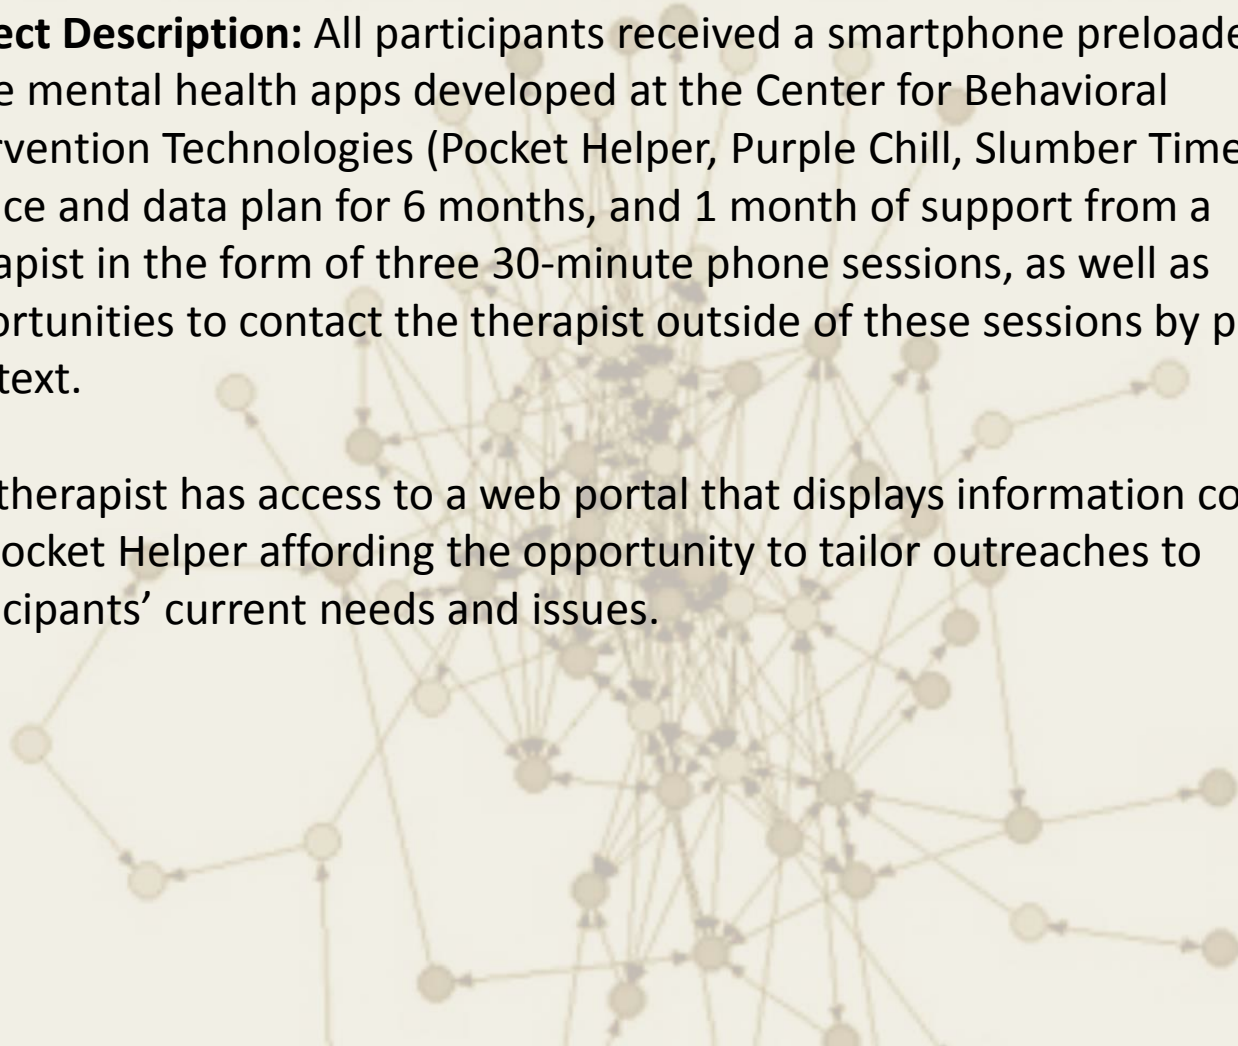 ect Description: All participants received a smartphone preloade
e mental health apps developed at the Center for Behavioral
rvention Technologies (Pocket Helper, Purple Chill, Slumber Time
ice and data plan for 6 months, and 1 month of support from a
apist in the form of three 30-minute phone sessions, as well as
ortunities to contact the therapist outside of these sessions by p
text.
therapist has access to a web portal that displays information co
ocket Helper affording the opportunity to tailor outreaches to
cipants’ current needs and issues.